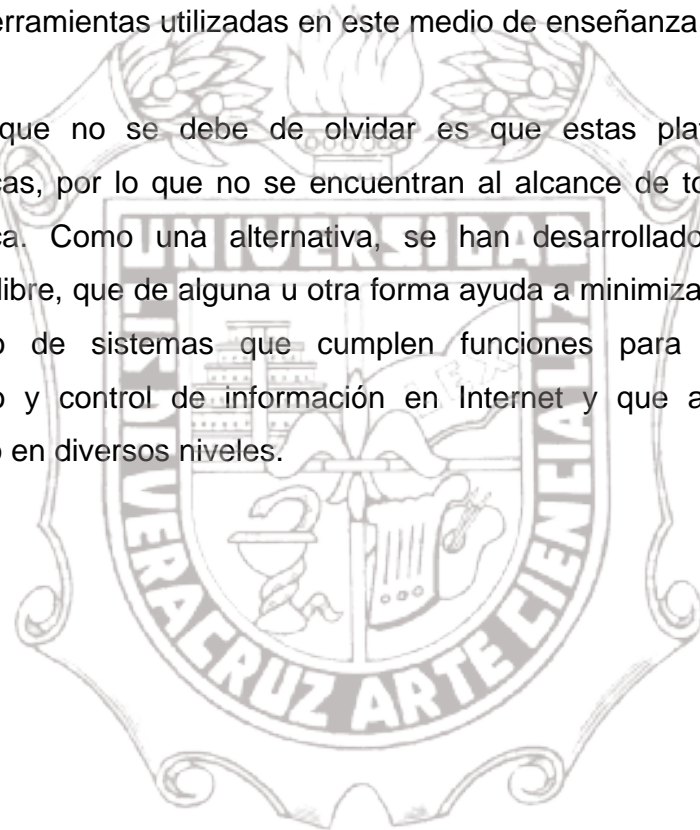 erramientas utilizadas en este medio de enseñanza
que no se debe de olvidar es que estas plat
cas, por lo que no se encuentran al alcance de to
ca. Como una alternativa, se han desarrollado
libre, que de alguna u otra forma ayuda a minimiza
o de sistemas que cumplen funciones para
o y control de información en Internet y que a
o en diversos niveles.
UNIVERSIDAD
VERACRUZ ARTE CIENCIA LUZ